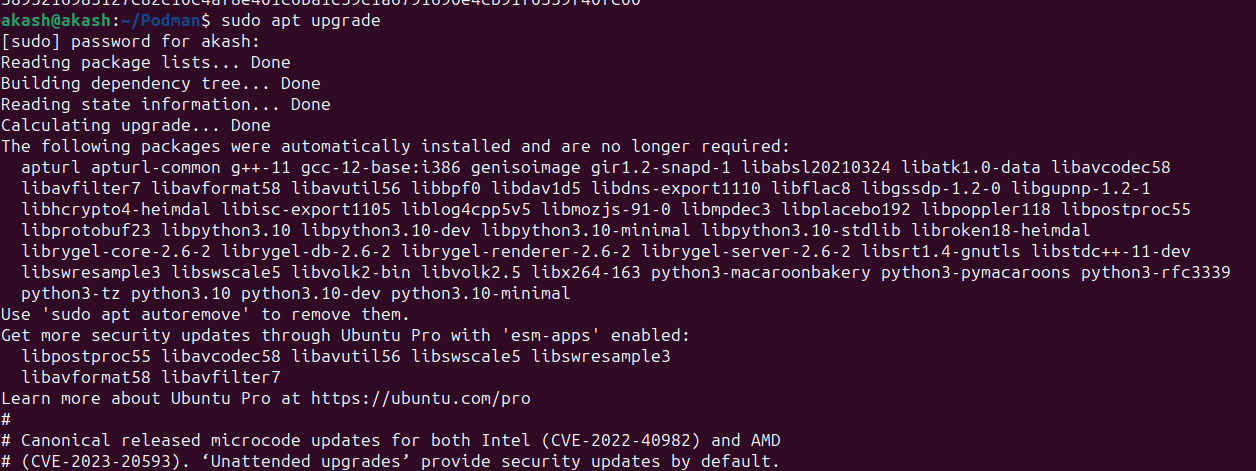 akash@akash:~/Podman$ sudo apt upgrade
[sudo] password for akash:
Reading package lists... Done
Building dependency tree... Done
Reading state information... Done
Calculating upgrade... Done
The following packages were automatically installed and are no longer required:
  apturl apturl-common g++-11 gcc-12-base:i386 genisoimage gir1.2-snapd-1 libabsl20210324 libatk1.0-data libavcodec58
  libavfilter7 libavformat58 libavutil56 libbpf0 libdav1d5 libdns-export1110 libflac8 libgssdp-1.2-0 libgupnp-1.2-1
  libhcrypto4-heimdal libisc-export1105 liblog4cpp5v5 libmozjs-91-0 libmpdec3 libplacebo192 libpoppler118 libpostproc55
  libprotobuf23 libpython3.10 libpython3.10-dev libpython3.10-minimal libpython3.10-stdlib libroken18-heimdal
  librygel-core-2.6-2 librygel-db-2.6-2 librygel-renderer-2.6-2 librygel-server-2.6-2 libsrt1.4-gnutls libstdc++-11-dev
  libswresample3 libswscale5 libvolk2-bin libvolk2.5 libx264-163 python3-macaroonbakery python3-pymacaroons python3-rfc3339
  python3-tz python3.10 python3.10-dev python3.10-minimal
Use 'sudo apt autoremove' to remove them.
Get more security updates through Ubuntu Pro with 'esm-apps' enabled:
  libpostproc55 libavcodec58 libavutil56 libswscale5 libswresample3
  libavformat58 libavfilter7
Learn more about Ubuntu Pro at https://ubuntu.com/pro
#
# Canonical released microcode updates for both Intel (CVE-2022-40982) and AMD
# (CVE-2023-20593). ‘Unattended upgrades’ provide security updates by default.